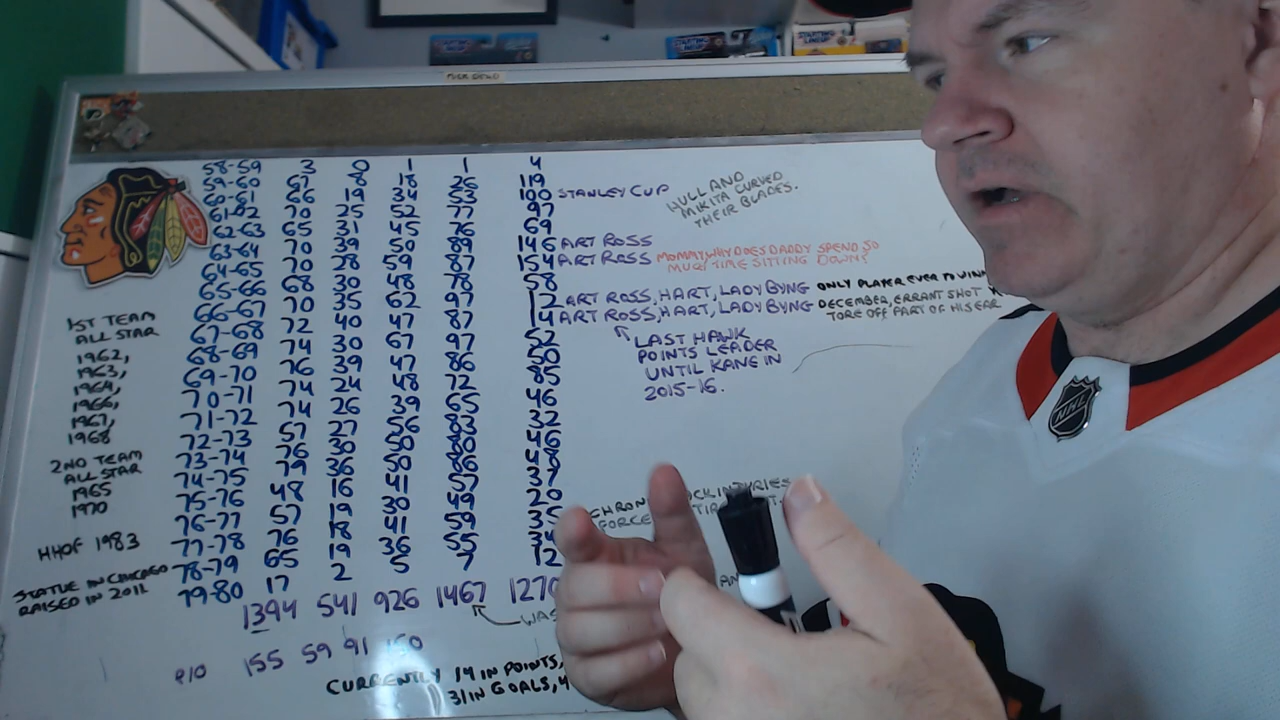 STARTING LINEUP
58-59 3 0 1 1 4
59-60 67 8 18 26
60-61 66 19 34 53 STANLEY CUP
61-62 70 25 52 77
62-63 65 31 45 76
63-64 70 39 50 89 146 ART ROSS
64-65 70 28 59 87 154 ART ROSS
65-66 68 30 48 78 58
66-67 70 35 62 97 12 ART ROSS, HART, LADY BYNG
67-68 72 40 47 87 14 ART ROSS, HART, LADY BYNG
68-69 74 30 67 97 52
69-70 76 39 47 86 50
70-71 74 24 48 72 85
71-72 74 26 39 65 46
72-73 57 27 56 83 32
73-74 76 30 50 80 46
74-75 79 36 50 86
75-76 48 16 41 57 37
76-77 57 19 30 49 20
77-78 76 18 41 59 35
78-79 65 19 36 55 34
79-80 17 2 5 7 12
1394 541 926 1467 1270
P/O 155 59 91 150
HULL AND
MIKITA CURVED
THEIR BLADES.
MOMMY, WHY DOES DADDY SPEND SO
MUCH TIME SITTING DOWN?
ONLY PLAYER EVER TO WIN
DECEMBER, ERRANT SHOT
TORE OFF PART OF HIS EAR
LAST HAWK
POINTS LEADER
UNTIL KANE IN
2015-16.
1ST TEAM
ALL STAR
1962,
1963,
1964,
1966,
1967,
1968
2ND TEAM
ALL STAR
1965
1970
HHOF 1983
STATUE IN CHICAGO
RAISED IN 2011
CHRON
INJURIES
FORCE
WAS
CURRENTLY 14 IN POINTS,
31 IN GOALS, 4
NHL